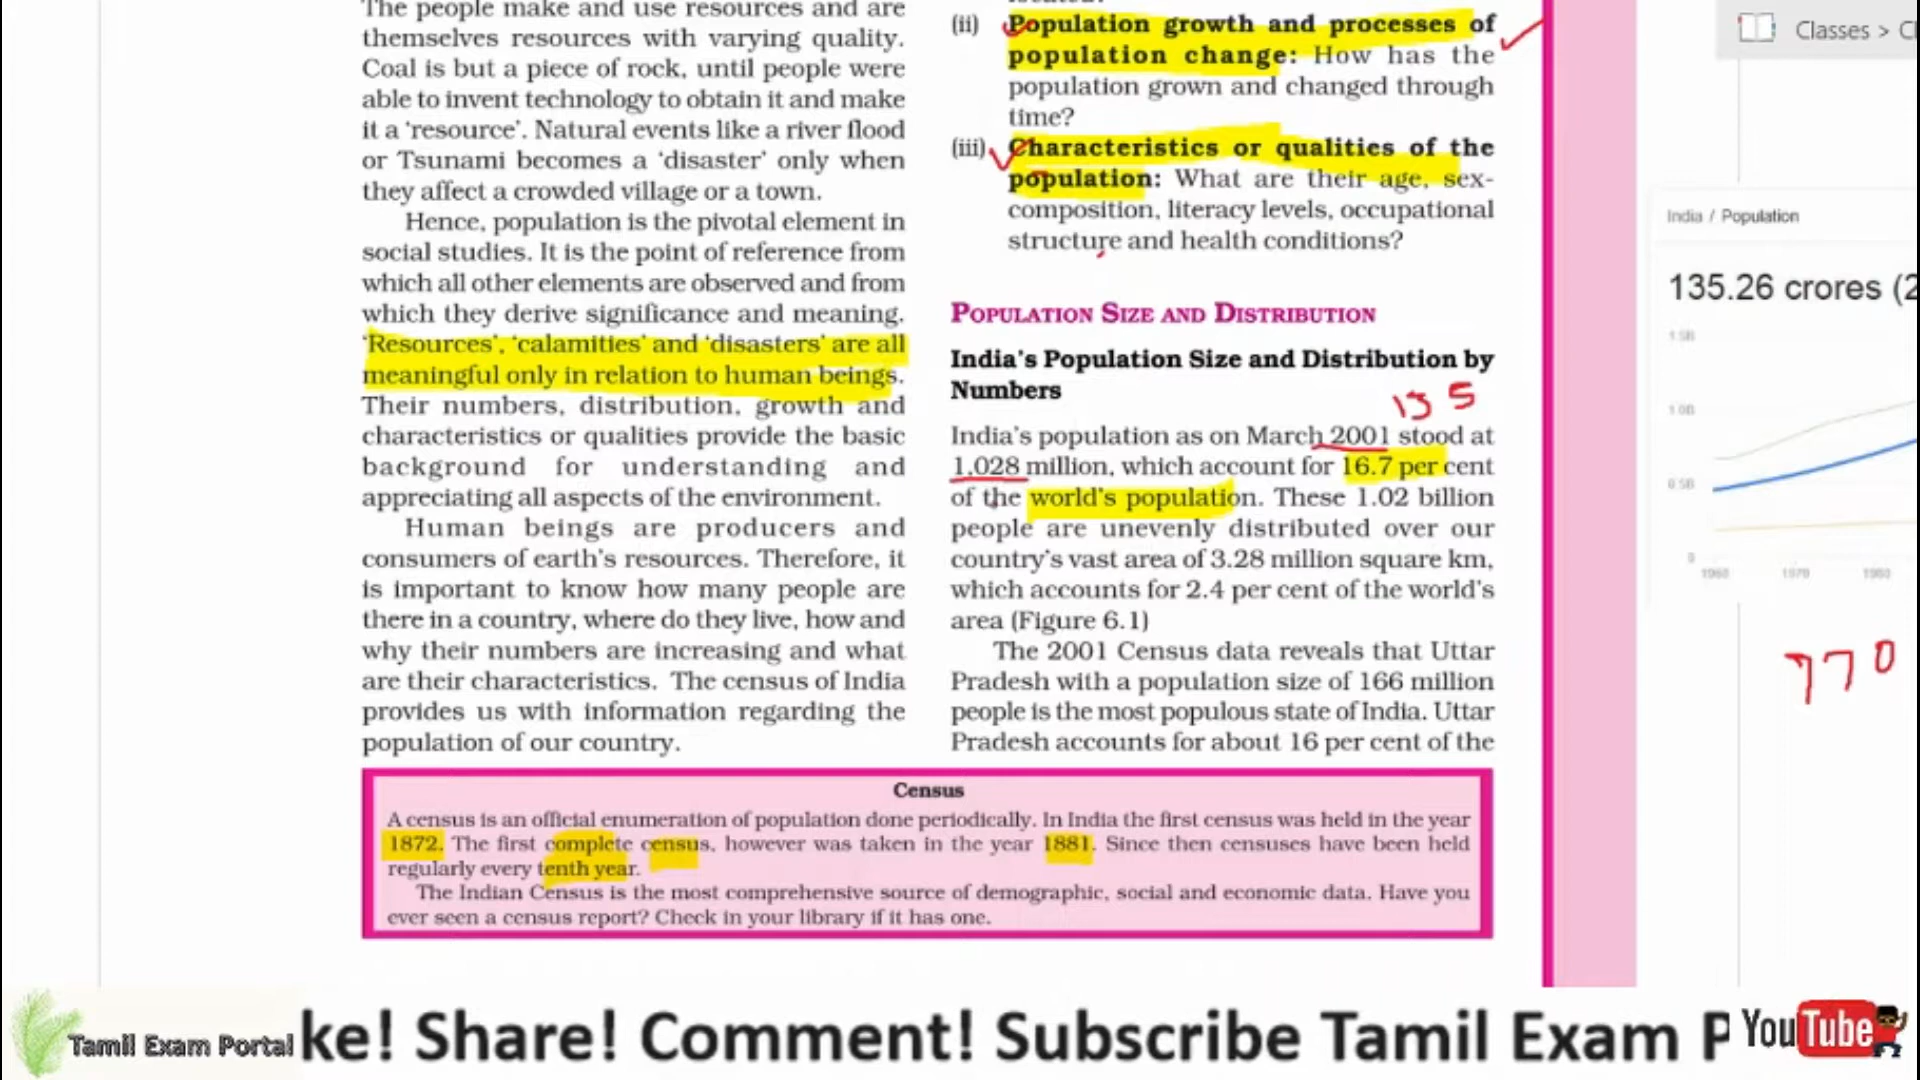 The people make and use resources and are
themselves resources with varying quality.
Coal is but a piece of rock, until people were
able to invent technology to obtain it and make
it a ‘resource’. Natural events like a river flood
or Tsunami becomes a ‘disaster’ only when
they affect a crowded village or a town.
Hence, population is the pivotal element in
social studies. It is the point of reference from
which all other elements are observed and from
which they derive significance and meaning.
‘Resources’, ‘calamities’ and ‘disasters’ are all
meaningful only in relation to human beings.
Their numbers, distribution, growth and
characteristics or qualities provide the basic
background for understanding and
appreciating all aspects of the environment.
Human beings are producers and
consumers of earth’s resources. Therefore, it
is important to know how many people are
there in a country, where do they live, how and
why their numbers are increasing and what
are their characteristics. The census of India
provides us with information regarding the
population of our country.
(ii) Population growth and processes of
population change: How has the
population grown and changed through
time?
(iii) Characteristics or qualities of the
population: What are their age, sex-
composition, literacy levels, occupational
structure and health conditions?
POPULATION SIZE AND DISTRIBUTION
India’s Population Size and Distribution by
Numbers
135
India’s population as on March 2001 stood at
1,028 million, which account for 16.7 per cent
of the world’s population. These 1.02 billion
people are unevenly distributed over our
country’s vast area of 3.28 million square km,
which accounts for 2.4 per cent of the world’s
area (Figure 6.1)
The 2001 Census data reveals that Uttar
Pradesh with a population size of 166 million
people is the most populous state of India. Uttar
Pradesh accounts for about 16 per cent of the
Census
A census is an official enumeration of population done periodically. In India the first census was held in the year
1872. The first complete census, however was taken in the year 1881. Since then censuses have been held
regularly every tenth year.
The Indian Census is the most comprehensive source of demographic, social and economic data. Have you
ever seen a census report? Check in your library if it has one.
Classes > C
India / Population
135.26 crores (2
1.5B
1.0B
0.5B
0
1960 1970 1980
770
Tamil Exam Portal
ke! Share! Comment! Subscribe Tamil Exam P
YouTube